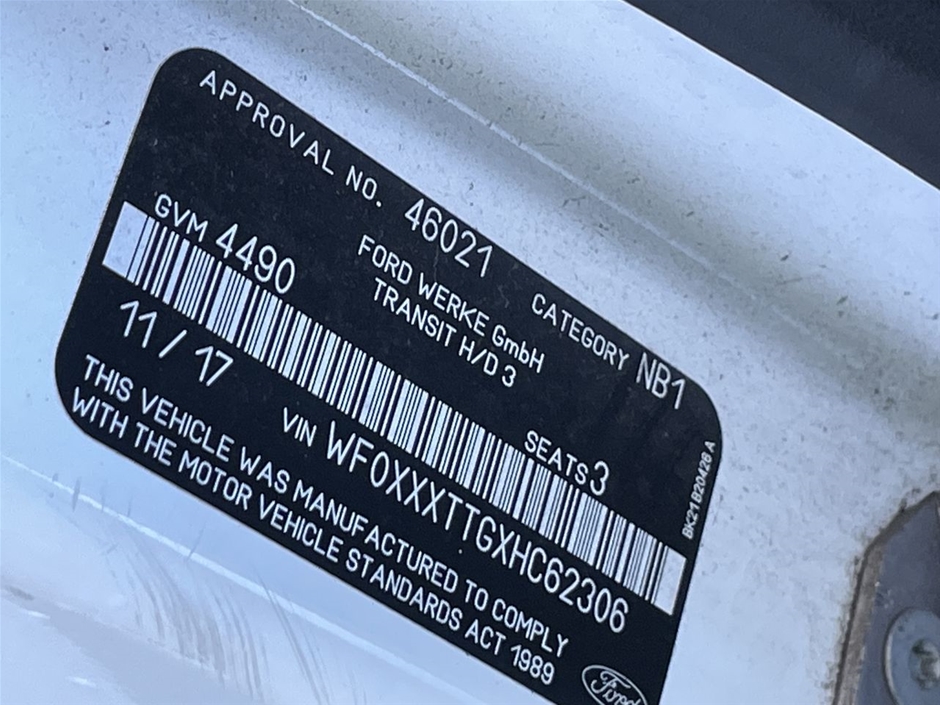 APPROVAL NO. 46021 CATEGORY NB1
FORD WERKE GmbH
TRANSIT H/D 3
GVM 4490 SEATS 3
11 / 17 VIN WF0XXXTTGXHC62306
THIS VEHICLE WAS MANUFACTURED TO COMPLY
WITH THE MOTOR VEHICLE STANDARDS ACT 1989
BK21 B20426 A
Ford